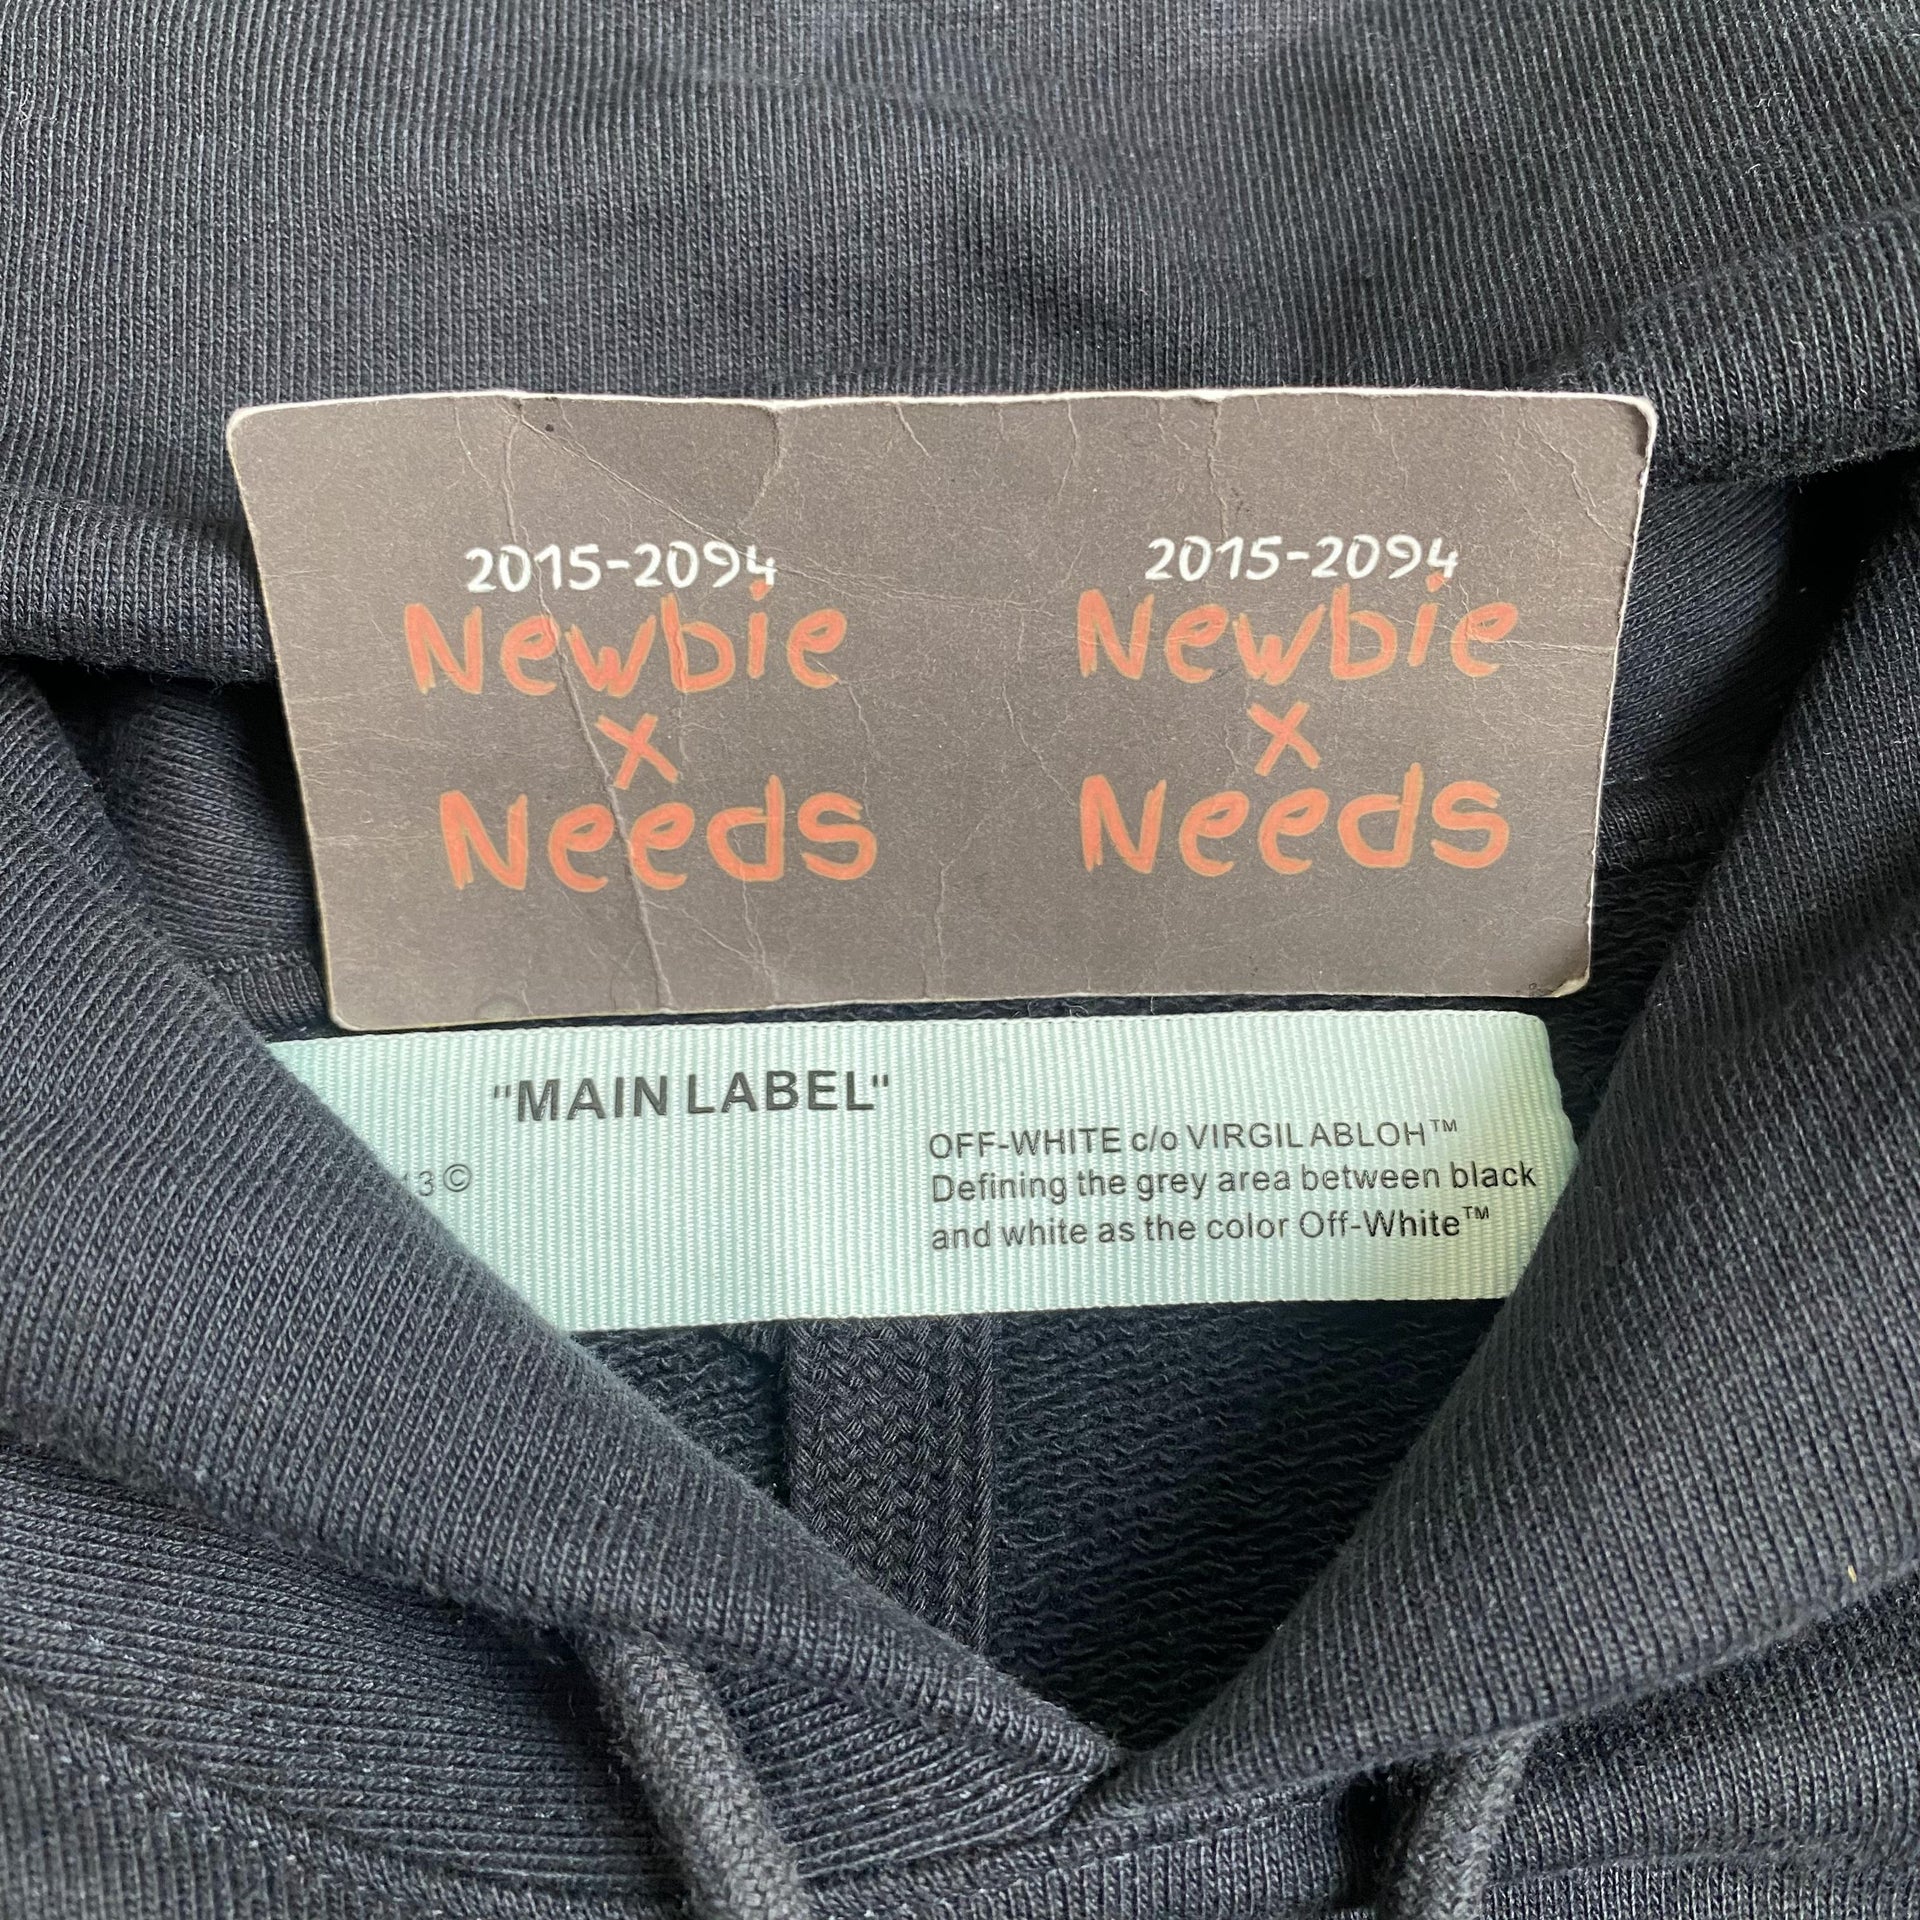 2015-2094
Newbie
x
Needs
2015-2094
Newbie
x
Needs
"MAIN LABEL"
13©
OFF-WHITE c/o VIRGIL ABLOH™
Defining the grey area between black
and white as the color Off-White™